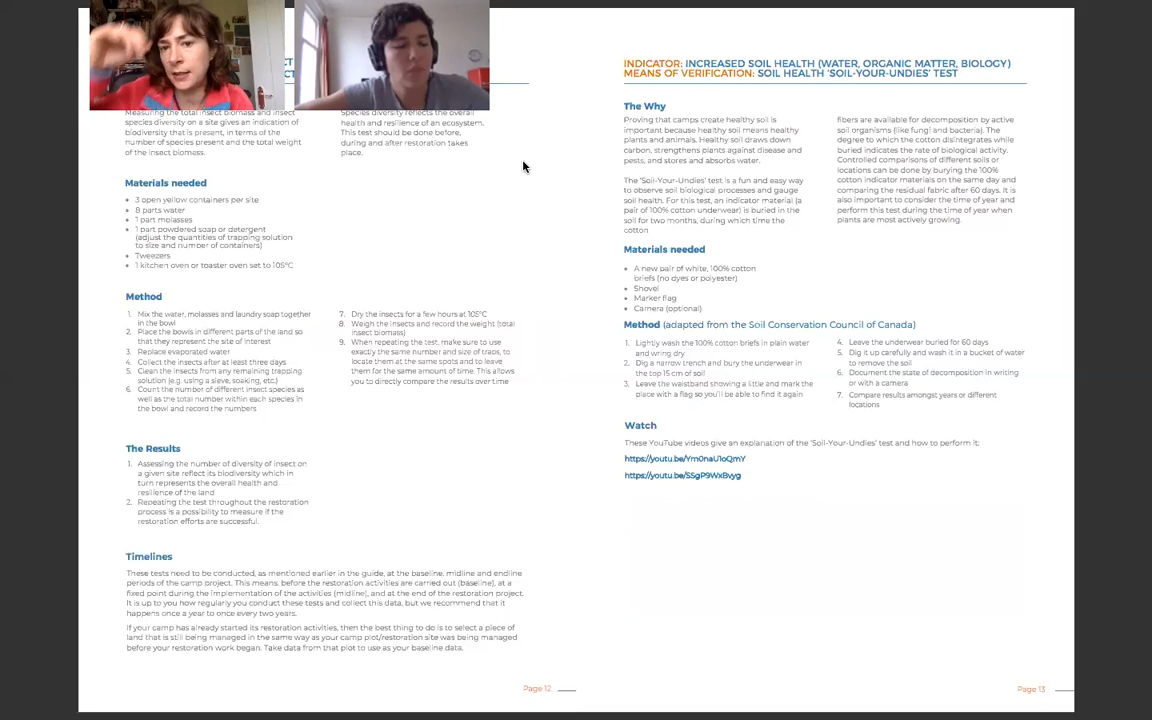 CT
CT
Measuring the total insect biomass and insect
species diversity on a site gives an indication of
biodiversity that is present, in terms of the
number of species present and the total weight
of the insect biomass.
Species diversity reflects the overall
health and resilience of an ecosystem.
This test should be done before,
during and after restoration takes
place.
Materials needed
• 3 open yellow containers per site
• 8 parts water
• 1 part molasses
• 1 part powdered soap or detergent
(adjust the quantities of trapping solution
to size and number of containers)
• Tweezers
• 1 kitchen oven or toaster oven set to 105°C
Method
1. Mix the water, molasses and laundry soap together
in the bowl
2. Place the bowls in different parts of the land so
that they represent the site of interest
3. Replace evaporated water
4. Collect the insects after at least three days
5. Clean the insects from any remaining trapping
solution (e.g. using a sieve, soaking, etc.)
6. Count the number of different insect species as
well as the total number within each species in
the bowl and record the numbers
7. Dry the insects for a few hours at 105°C
8. Weigh the insects and record the weight (total
insect biomass)
9. When repeating the test, make sure to use
exactly the same number and size of traps, to
locate them at the same spots and to leave
them for the same amount of time. This allows
you to directly compare the results over time
The Results
1. Assessing the number of diversity of insect on
a given site reflect its biodiversity which in
turn represents the overall health and
resilience of the land
2. Repeating the test throughout the restoration
process is a possibility to measure if the
restoration efforts are successful.
Timelines
These tests need to be conducted, as mentioned earlier in the guide, at the baseline, midline and endline
periods of the camp project. This means, before the restoration activities are carried out (baseline), at a
fixed point during the implementation of the activities (midline), and at the end of the restoration project.
It is up to you how regularly you conduct these tests and collect this data, but we recommend that it
happens once a year to once every two years.
If your camp has already started its restoration activities, then the best thing to do is to select a piece of
land that is still being managed in the same way as your camp plot/restoration site was being managed
before your restoration work began. Take data from that plot to use as your baseline data.
Page 12
INDICATOR: INCREASED SOIL HEALTH (WATER, ORGANIC MATTER, BIOLOGY)
MEANS OF VERIFICATION: SOIL HEALTH 'SOIL-YOUR-UNDIES' TEST
The Why
Proving that camps create healthy soil is
important because healthy soil means healthy
plants and animals. Healthy soil draws down
carbon, strengthens plants against disease and
pests, and stores and absorbs water.
The 'Soil-Your-Undies' test is a fun and easy way
to observe soil biological processes and gauge
soil health. For this test, an indicator material (a
pair of 100% cotton underwear) is buried in the
soil for two months, during which time the
cotton
fibers are available for decomposition by active
soil organisms (like fungi and bacteria). The
degree to which the cotton disintegrates while
buried indicates the rate of biological activity.
Controlled comparisons of different soils or
locations can be done by burying the 100%
cotton indicator materials on the same day and
comparing the residual fabric after 60 days. It is
also important to consider the time of year and
perform this test during the time of year when
plants are most actively growing.
Materials needed
• A new pair of white, 100% cotton
briefs (no dyes or polyester)
• Shovel
• Marker flag
• Camera (optional)
Method (adapted from the Soil Conservation Council of Canada)
1. Lightly wash the 100% cotton briefs in plain water
and wring dry
2. Dig a narrow trench and bury the underwear in
the top 15 cm of soil
3. Leave the waistband showing a little and mark the
place with a flag so you'll be able to find it again
4. Leave the underwear buried for 60 days
5. Dig it up carefully and wash it in a bucket of water
to remove the soil
6. Document the state of decomposition in writing
or with a camera
7. Compare results amongst years or different
locations
Watch
These YouTube videos give an explanation of the 'Soil-Your-Undies' test and how to perform it:
https://youtu.be/Ym0naU1oQmY
https://youtu.be/SSgP9WxBvyg
Page 13